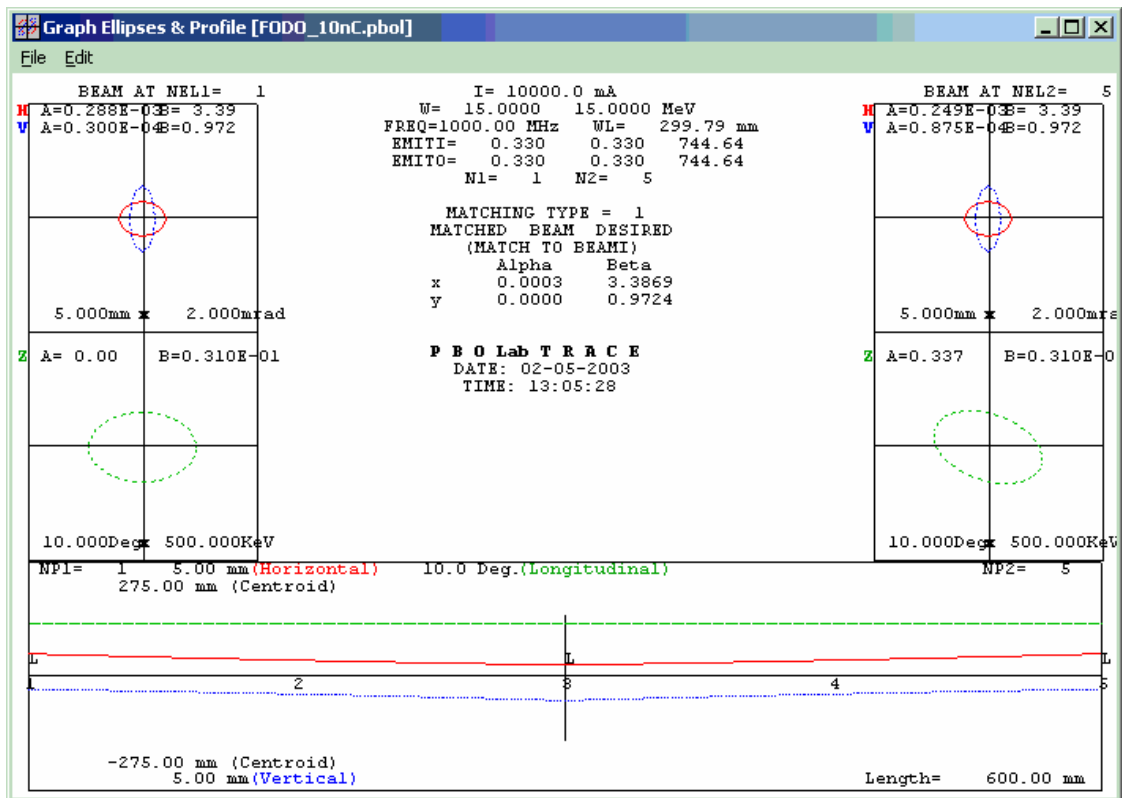 Graph Ellipses & Profile [FODO_10nC.pbol]
File Edit
BEAM AT NEL1= 1
H A=0.288E-03 B= 3.39
V A=0.300E-04 B=0.972
5.000mm x 2.000mrad
Z A= 0.00 B=0.310E-01
10.000Deg x 500.000KeV
I= 10000.0 mA
W= 15.0000 15.0000 MeV
FREQ=1000.00 MHz WL= 299.79 mm
EMITI= 0.330 0.330 744.64
EMITO= 0.330 0.330 744.64
N1= 1 N2= 5
MATCHING TYPE = 1
MATCHED BEAM DESIRED
(MATCH TO BEAMI)
Alpha Beta
x 0.0003 3.3869
y 0.0000 0.9724
P B O Lab T R A C E
DATE: 02-05-2003
TIME: 13:05:28
BEAM AT NEL2= 5
H A=0.249E-03 B= 3.39
V A=0.875E-04 B=0.972
5.000mm x 2.000mra
Z A=0.337 B=0.310E-0
10.000Deg x 500.000KeV
NP1= 1 5.00 mm(Horizontal) 10.0 Deg.(Longitudinal) NP2= 5
275.00 mm (Centroid)
L L L
1 2 3 4 5
-275.00 mm (Centroid)
5.00 mm(Vertical) Length= 600.00 mm